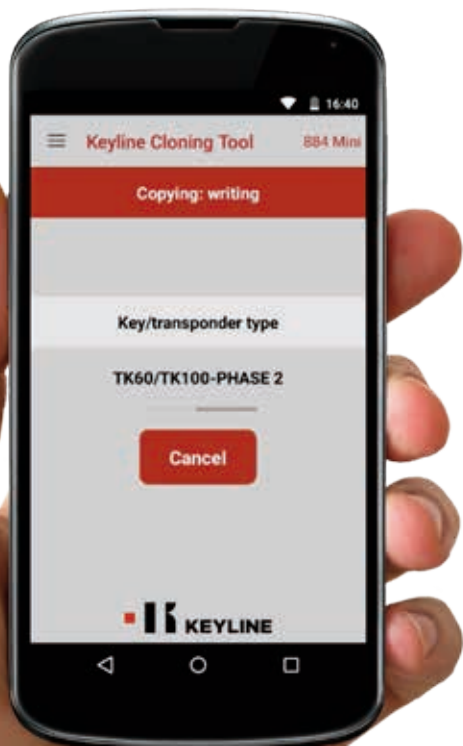 16:40
Keyline Cloning Tool 884 Mini
Copying: writing
Key/transponder type
TK60/TK100-PHASE 2
Cancel
KEYLINE